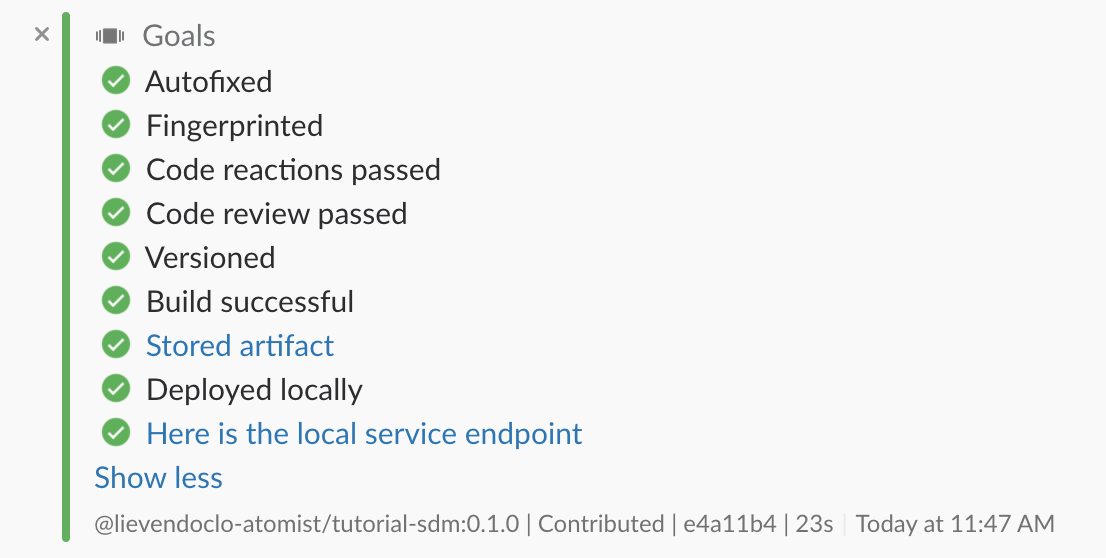 Goals
Autofixed
Fingerprinted
Code reactions passed
Code review passed
Versioned
Build successful
Stored artifact
Deployed locally
Here is the local service endpoint
Show less
@lievendoclo-atomist/tutorial-sdm:0.1.0 | Contributed | e4a11b4 | 23s | Today at 11:47 AM